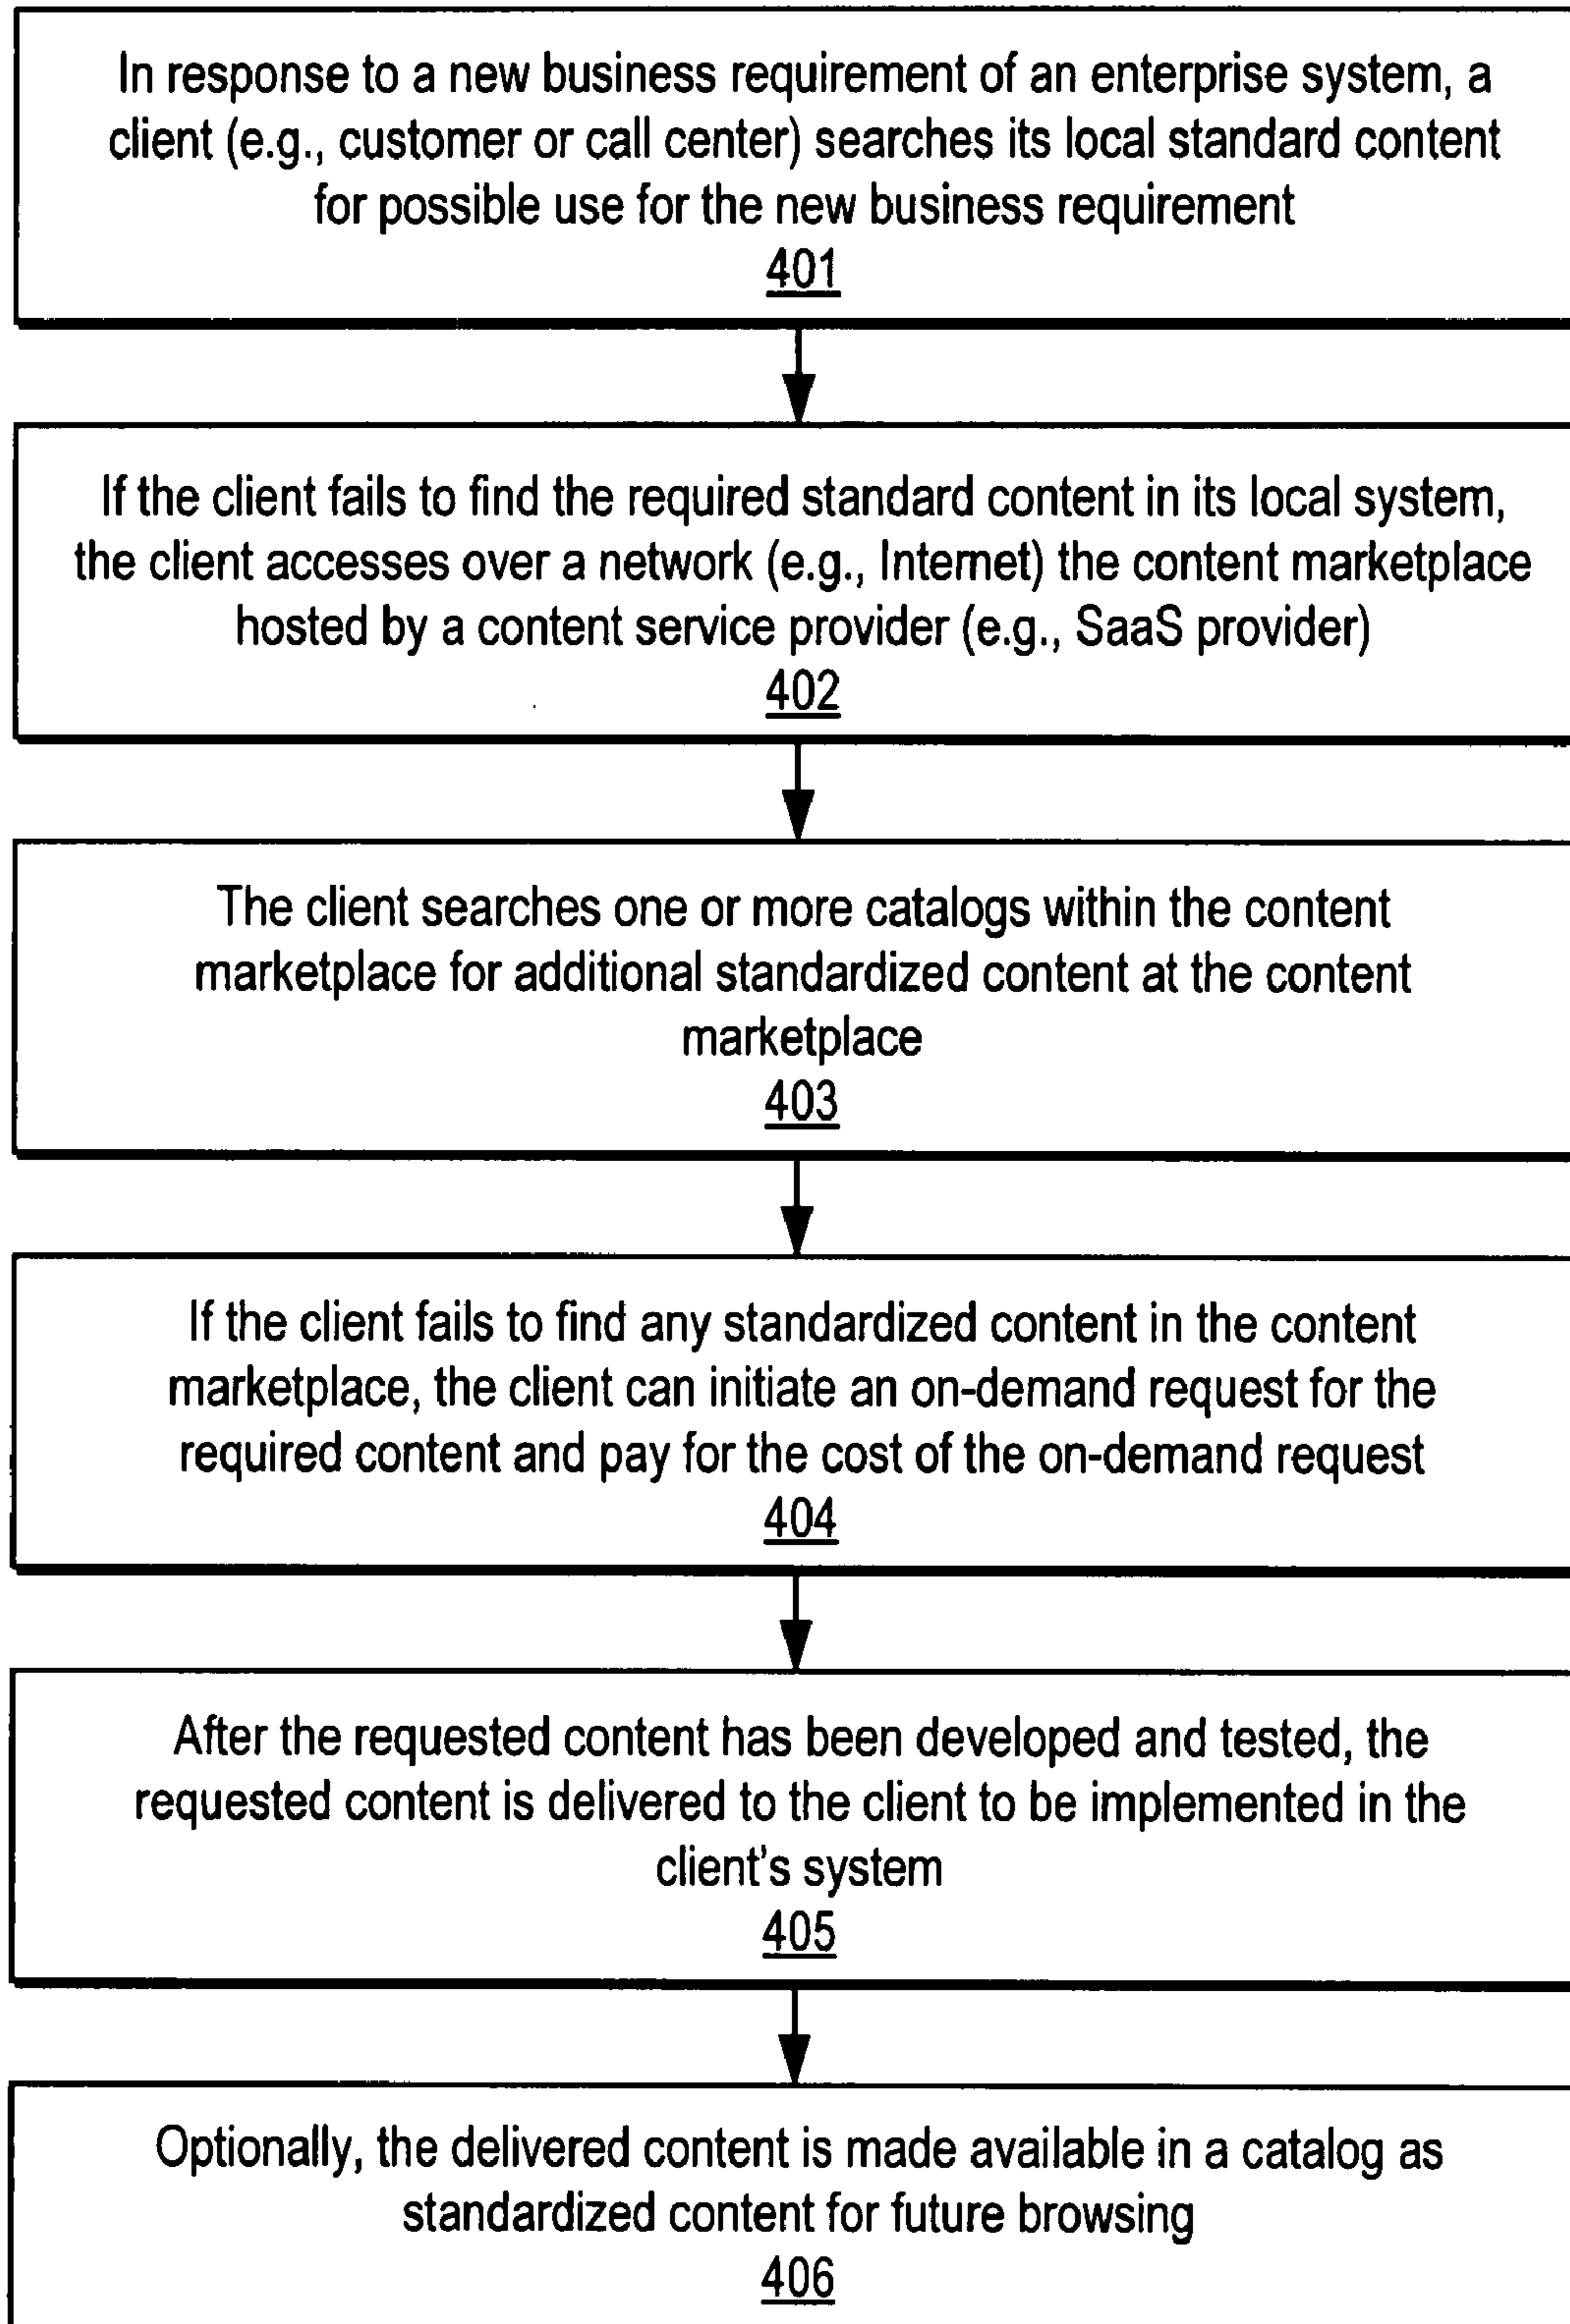 In response to a new business requirement of an enterprise system, a
client (e.g., customer or call center) searches its local standard content
for possible use for the new business requirement
401
If the client fails to find the required standard content in its local system,
the client accesses over a network (e.g., Internet) the content marketplace
hosted by a content service provider (e.g., SaaS provider)
402
The client searches one or more catalogs within the content
marketplace for additional standardized content at the content
marketplace
403
If the client fails to find any standardized content in the content
marketplace, the client can initiate an on-demand request for the
required content and pay for the cost of the on-demand request
404
After the requested content has been developed and tested, the
requested content is delivered to the client to be implemented in the
client's system
405
Optionally, the delivered content is made available in a catalog as
standardized content for future browsing
406